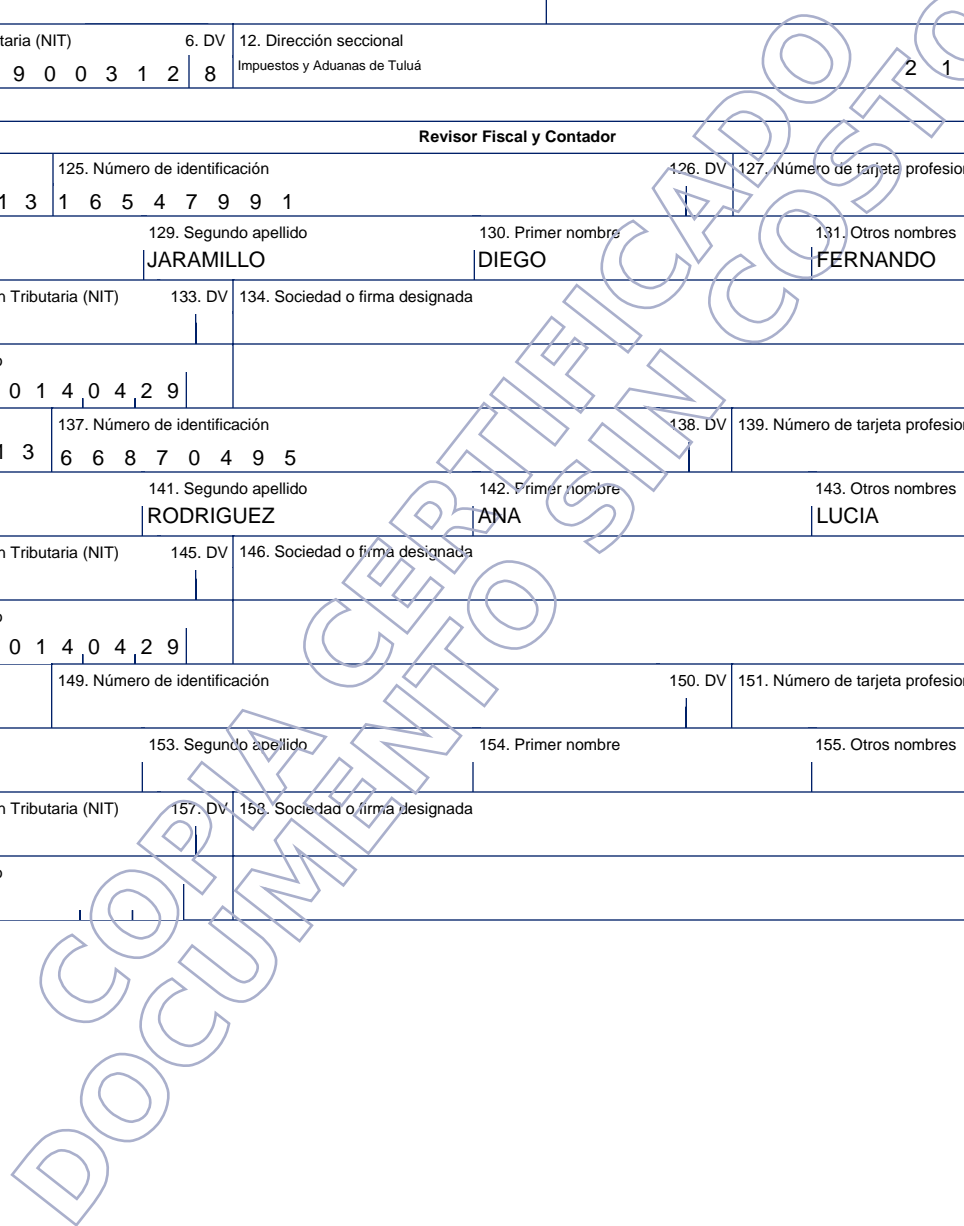 taria (NIT) 6. DV 12. Dirección seccional
9 0 0 3 1 2 8 Impuestos y Aduanas de Tuluá 2 1
Revisor Fiscal y Contador
125. Número de identificación 126. DV 127. Número de tarjeta profesion
1 3 1 6 5 4 7 9 9 1
129. Segundo apellido 130. Primer nombre 131. Otros nombres
JARAMILLO DIEGO FERNANDO
n Tributaria (NIT) 133. DV 134. Sociedad o firma designada
o
0 1 4 0 4 2 9
137. Número de identificación 138. DV 139. Número de tarjeta profesion
1 3 6 6 8 7 0 4 9 5
141. Segundo apellido 142. Primer nombre 143. Otros nombres
RODRIGUEZ ANA LUCIA
n Tributaria (NIT) 145. DV 146. Sociedad o firma designada
o
0 1 4 0 4 2 9
149. Número de identificación 150. DV 151. Número de tarjeta profesion
153. Segundo apellido 154. Primer nombre 155. Otros nombres
n Tributaria (NIT) 157. DV 158. Sociedad o firma designada
o
COPIA CERTIFICADO
DOCUMENTO SIN COSTO